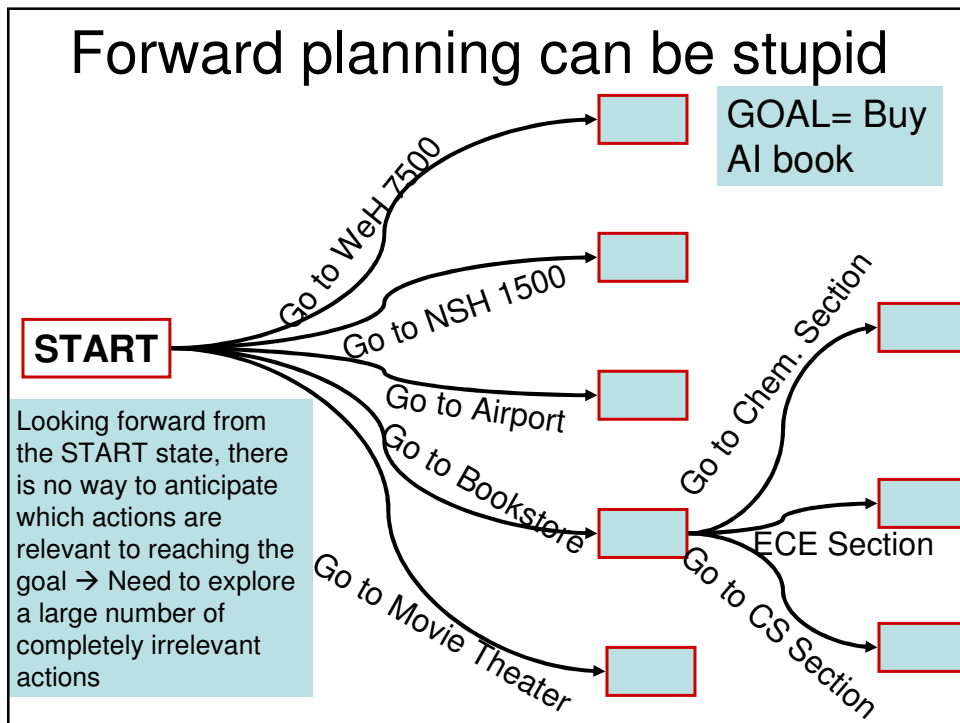 Forward planning can be stupid
GOAL= Buy
AI book
Go to WeH 7500
Go to NSH 1500
START
Go to Airport
Go to Bookstore
Go to Movie Theater
Go to Chem. Section
ECE Section
Go to CS Section
Looking forward from
the START state, there
is no way to anticipate
which actions are
relevant to reaching the
goal → Need to explore
a large number of
completely irrelevant
actions